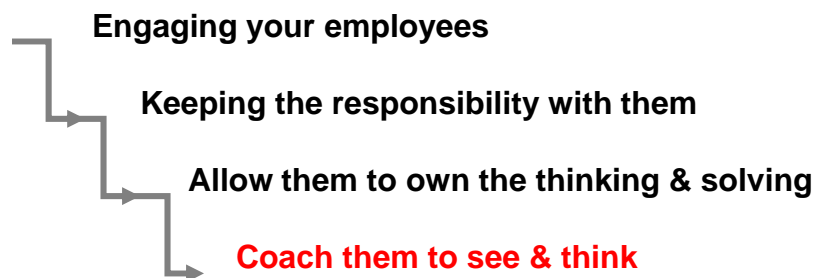 Engaging your employees
Keeping the responsibility with them
Allow them to own the thinking & solving
Coach them to see & think